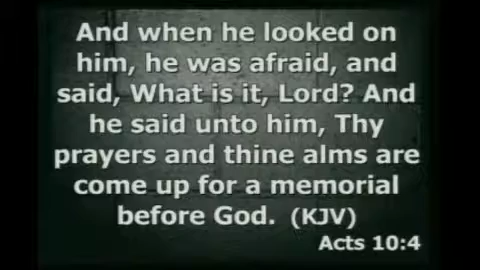 And when he looked on
him, he was afraid, and
said, What is it, Lord? And
he said unto him, Thy
prayers and thine alms are
come up for a memorial
before God. (KJV)
Acts 10:4